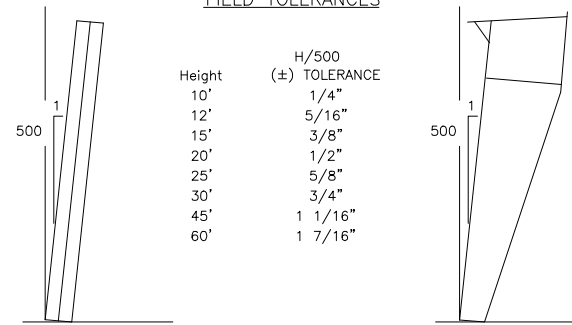 FIELD TOLERANCES
H/500
Height (±) TOLERANCE
10' 1/4"
12' 5/16"
15' 3/8"
20' 1/2"
25' 5/8"
30' 3/4"
45' 1 1/16"
60' 1 7/16"
1
500
1
500